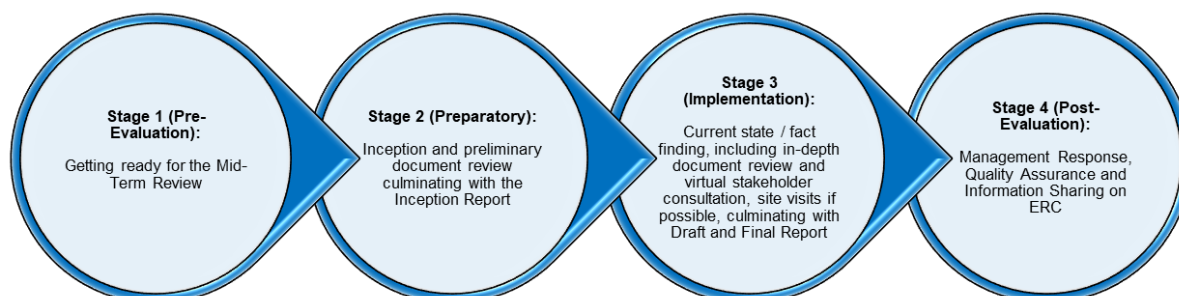 Stage 1 (Pre-
Evaluation):
Getting ready for the Mid-
Term Review
Stage 2 (Preparatory):
Inception and preliminary
document review
culminating with the
Inception Report
Stage 3
(Implementation):
Current state / fact
finding, including in-depth
document review and
virtual stakeholder
consultation, site visits if
possible, culminating with
Draft and Final Report
Stage 4 (Post-
Evaluation):
Management Response,
Quality Assurance and
Information Sharing on
ERC